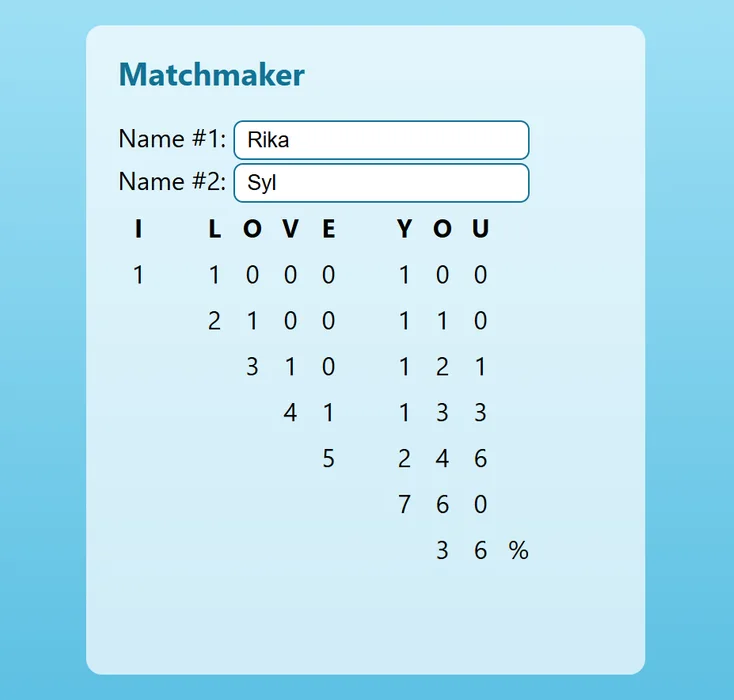 Matchmaker
Name #1: Rika
Name #2: Syl
I L O V E Y O U
1 1 0 0 0 1 0 0
2 1 0 0 1 1 0
3 1 0 1 2 1
4 1 1 3 3
5 2 4 6
7 6 0
3 6 %